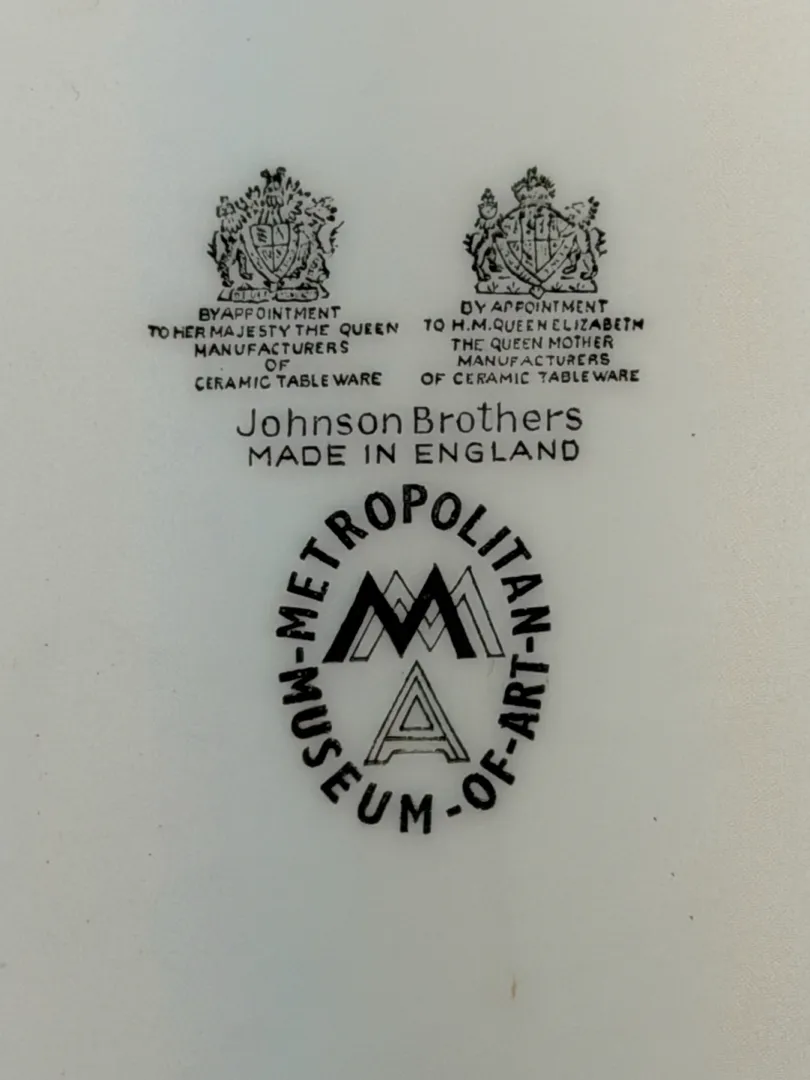 BY APPOINTMENT
TO HER MAJESTY THE QUEEN
MANUFACTURERS
OF
CERAMIC TABLEWARE
BY APPOINTMENT
TO H.M. QUEEN ELIZABETH
THE QUEEN MOTHER
MANUFACTURERS
OF CERAMIC TABLEWARE
Johnson Brothers
MADE IN ENGLAND
METROPOLITAN-MUSEUM-OF-ART-
MMA